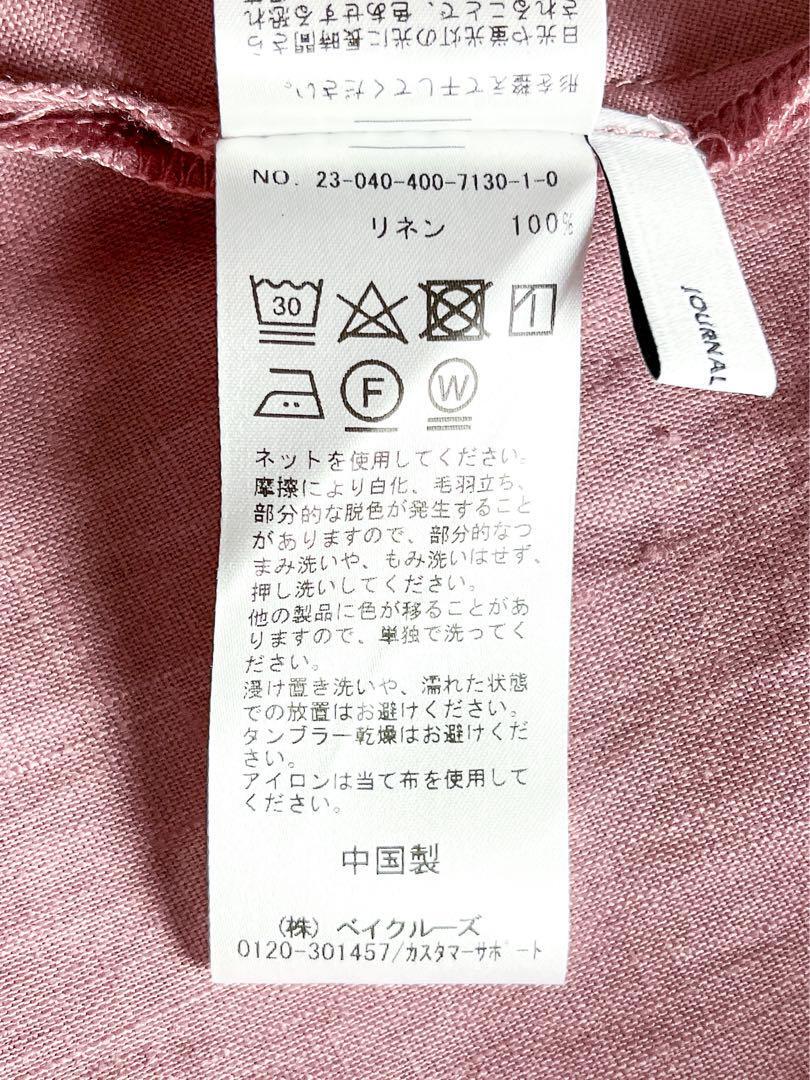 形を整えて干してください。
日光や蛍光灯の光に長時間さら
されることで、色あせする恐れ
NO. 23-040-400-7130-1-0
リネン 100%
30
F
W
ネットを使用してください。
摩擦により白化、毛羽立ち、
部分的な脱色が発生すること
がありますので、部分的なつ
まみ洗いや、もみ洗いはせず、
押し洗いしてください。
他の製品に色が移ることがあ
りますので、単独で洗ってく
ださい。
浸け置き洗いや、濡れた状態
での放置はお避けください。
タンブラー乾燥はお避けくだ
さい。
アイロンは当て布を使用して
ください。
中国製
(株) ベイクルーズ
0120-301457/カスタマーサポート
JOURNAL